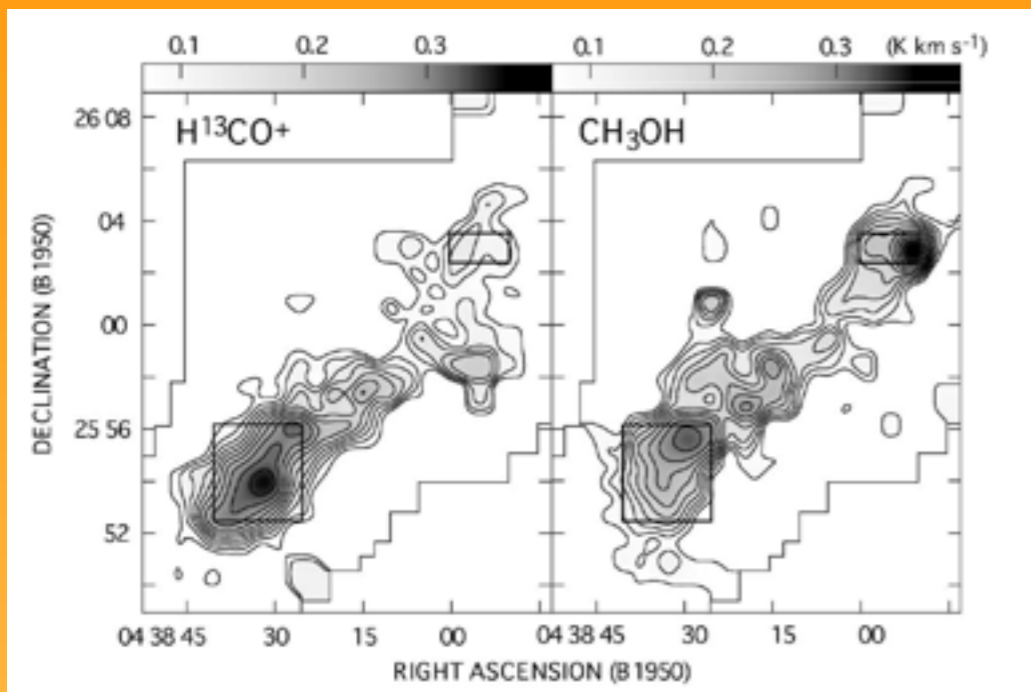 0.1 0.2 0.3 0.1 0.2 0.3 (K km s⁻¹)
26 08
H¹³CO+ CH₃OH
04
00
25 56
52
DECLINATION (B 1950)
04 38 45 30 15 00 04 38 45 30 15 00
RIGHT ASCENSION (B 1950)